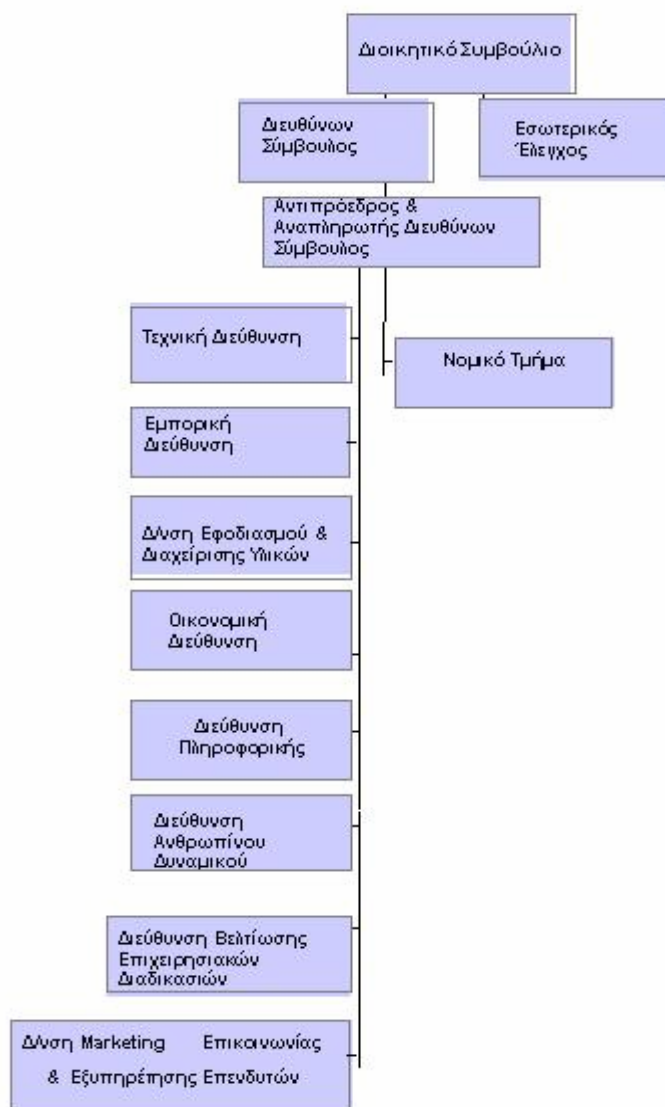 Διοικητικό Συμβούλιο
Διευθύνων
Σύμβουλος
Εσωτερικός
Έλεγχος
Αντιπρόεδρος &
Αναπληρωτής Διευθύνων
Σύμβουλος
Τεχνική Διεύθυνση
Νομικό Τμήμα
Εμπορική
Διεύθυνση
Δ/νση Εφοδιασμού &
Διαχείρισης Υλικών
Οικονομική
Διεύθυνση
Διεύθυνση
Πληροφορικής
Διεύθυνση
Ανθρωπίνου
Δυναμικού
Διεύθυνση Βελτίωσης
Επιχειρησιακών
Διαδικασιών
Δ/νση Marketing Επικοινωνίας
& Εξυπηρέτησης Επενδυτών